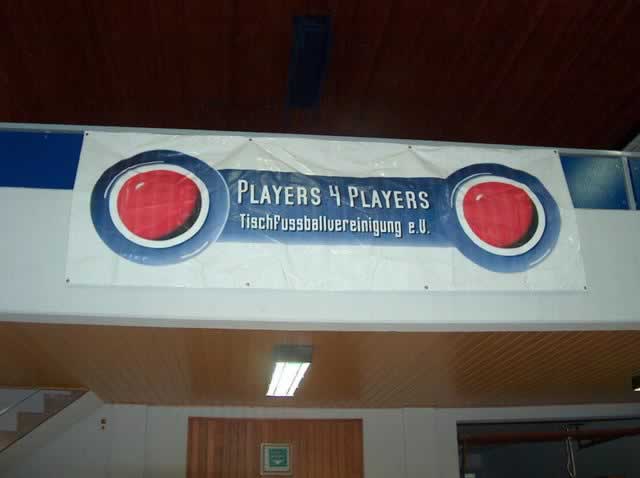 Players 4 Players
Tischfussballvereinigung e.V.